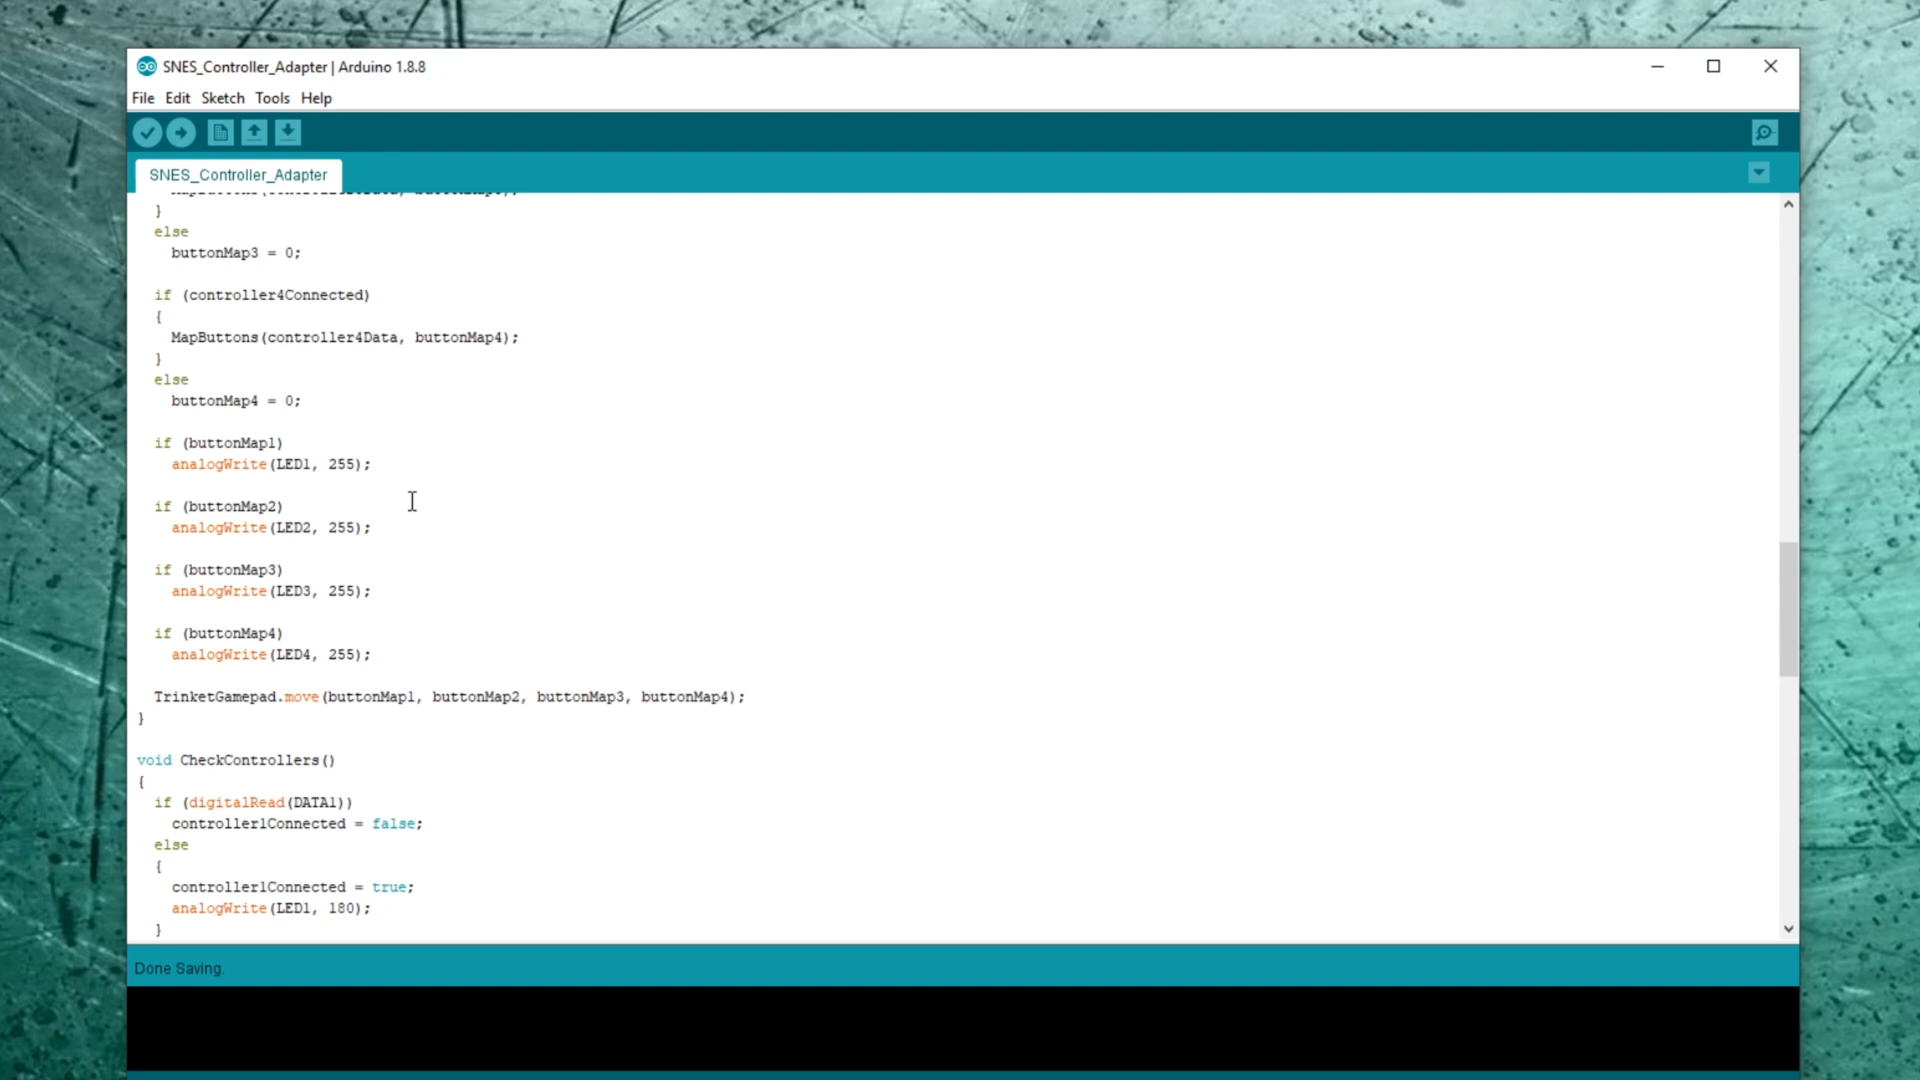 SNES_Controller_Adapter | Arduino 1.8.8
File Edit Sketch Tools Help
SNES_Controller_Adapter
}
else
buttonMap3 = 0;
if (controller4Connected)
{
MapButtons(controller4Data, buttonMap4);
}
else
buttonMap4 = 0;
if (buttonMap1)
analogWrite(LED1, 255);
if (buttonMap2)
analogWrite(LED2, 255);
if (buttonMap3)
analogWrite(LED3, 255);
if (buttonMap4)
analogWrite(LED4, 255);
TrinketGamepad.move(buttonMap1, buttonMap2, buttonMap3, buttonMap4);
}
void CheckControllers()
{
if (digitalRead(DATA1))
controller1Connected = false;
else
{
controller1Connected = true;
analogWrite(LED1, 180);
}
Done Saving.